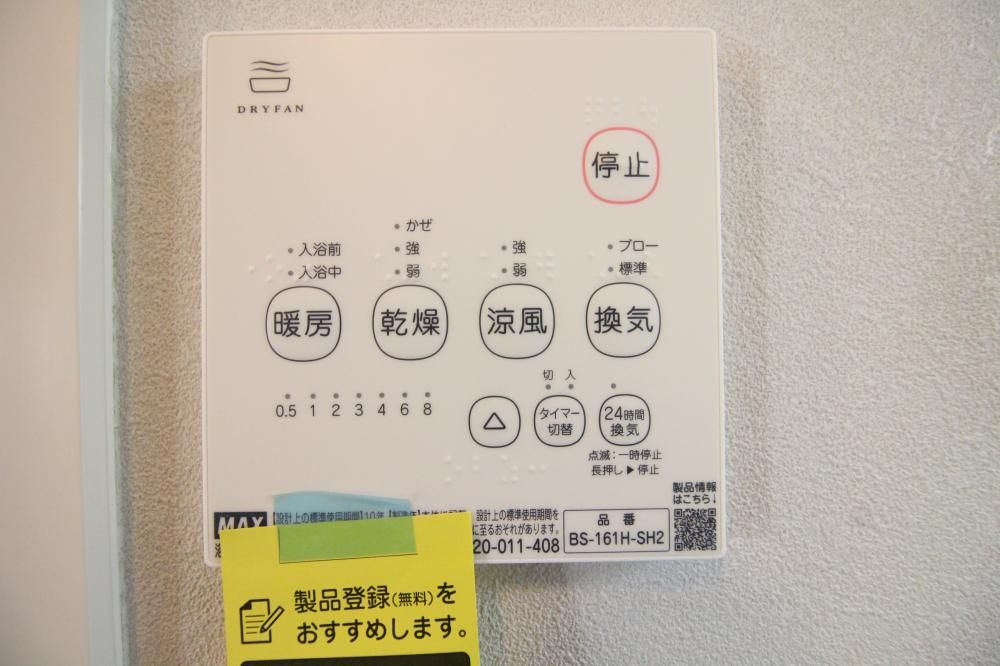 DRYFAN
停止
かぜ
入浴前
強
強
ブロー
入浴中
弱
弱
標準
暖房
乾燥
涼風
換気
切 入
0.5 1 2 3 4 6 8
△
タイマー
切替
24時間
換気
点滅:一時停止
長押し▶停止
製品情報
はこちら↓
MAX
【設計上の標準使用期間】10年
設計上の標準使用期間を
に至るおそれがあります。
20-011-408
品番
BS-161H-SH2
製品登録(無料)を
おすすめします。